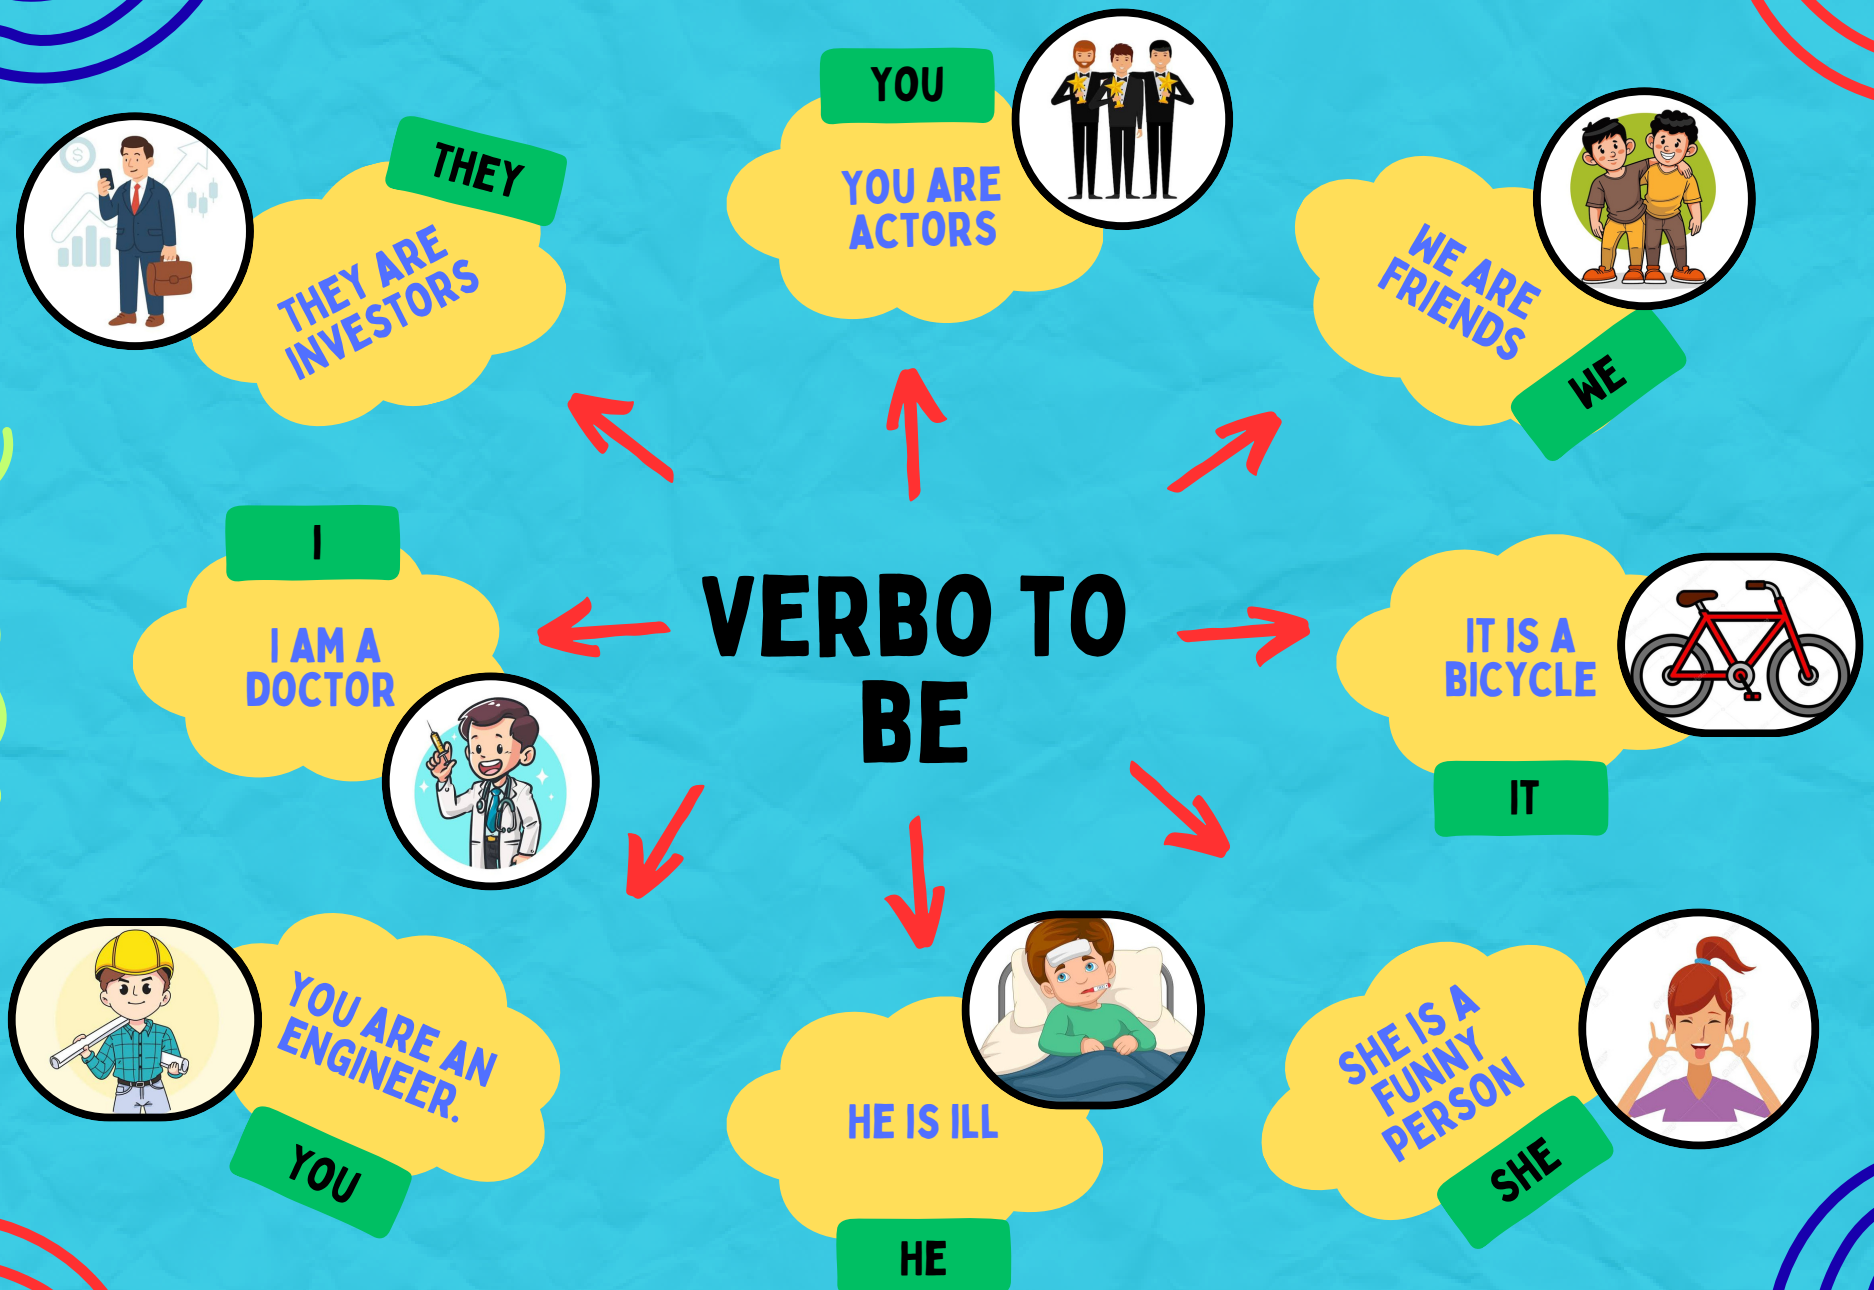 YOU
YOU ARE
ACTORS
THEY
THEY ARE
INVESTORS
WE ARE
FRIENDS
WE
I
I AM A
DOCTOR
VERBO TO
BE
IT IS A
BICYCLE
IT
YOU ARE AN
ENGINEER.
YOU
HE IS ILL
HE
SHE IS A
FUNNY
PERSON
SHE